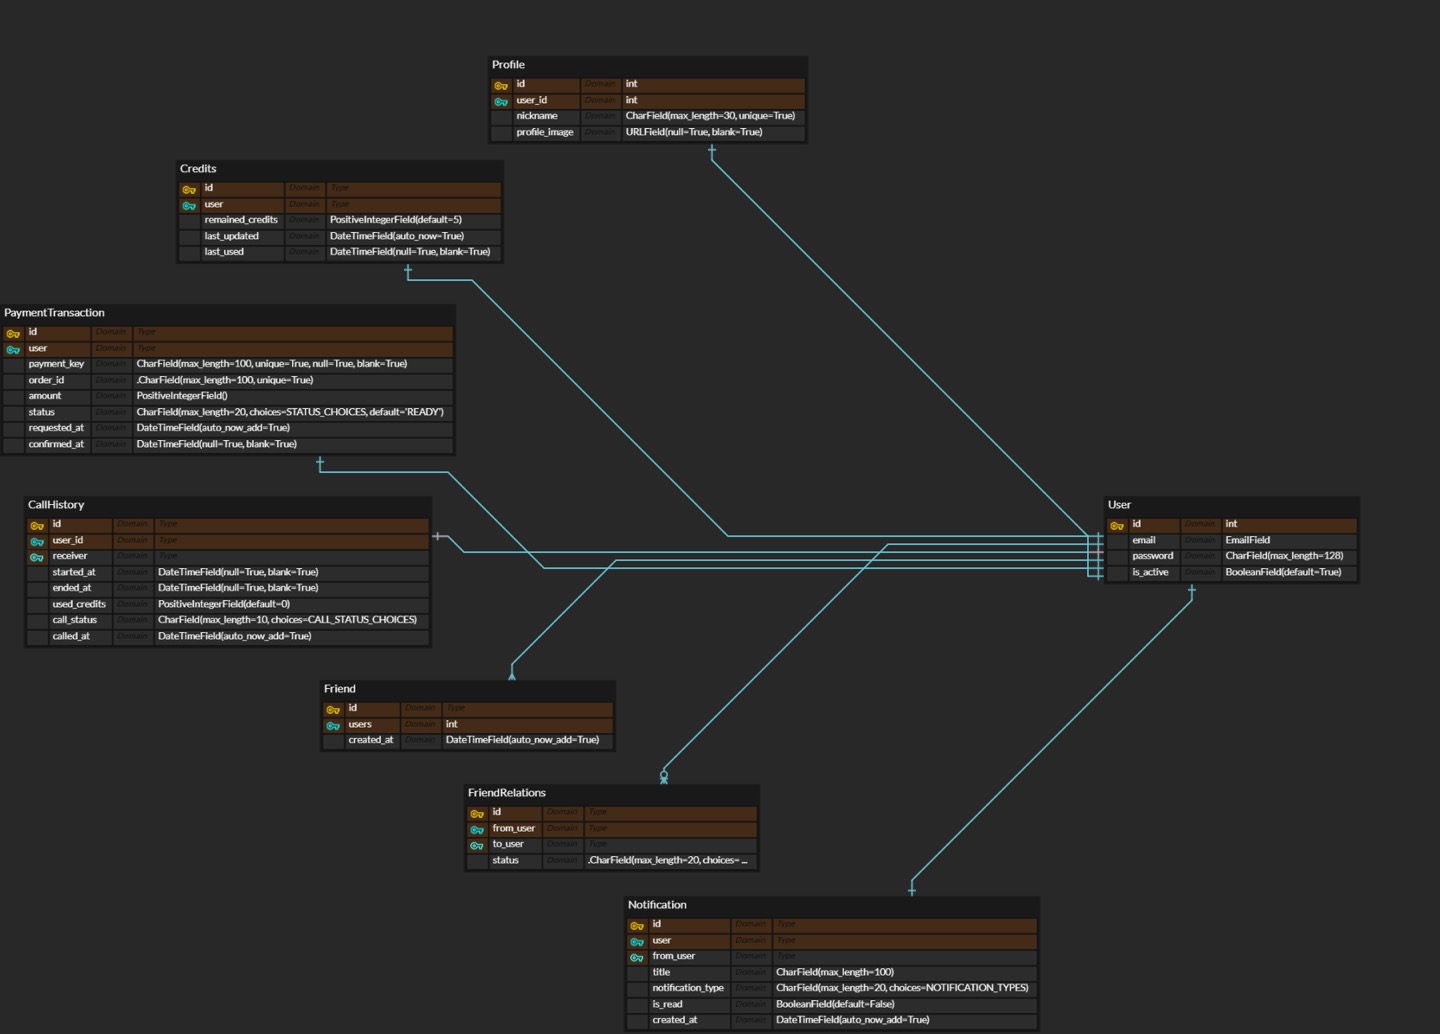 Profile
id Domain int
user_id Domain int
nickname Domain CharField(max_length=30, unique=True)
profile_image Domain URLField(null=True, blank=True)
Credits
id Domain Type
user Domain Type
remained_credits Domain PositiveIntegerField(default=5)
last_updated Domain DateTimeField(auto_now=True)
last_used Domain DateTimeField(null=True, blank=True)
PaymentTransaction
id Domain Type
user Domain Type
payment_key Domain CharField(max_length=100, unique=True, null=True, blank=True)
order_id Domain .CharField(max_length=100, unique=True)
amount Domain PositiveIntegerField()
status Domain CharField(max_length=20, choices=STATUS_CHOICES, default='READY')
requested_at Domain DateTimeField(auto_now_add=True)
confirmed_at Domain DateTimeField(null=True, blank=True)
CallHistory
id Domain Type
user_id Domain Type
receiver Domain Type
started_at Domain DateTimeField(null=True, blank=True)
ended_at Domain DateTimeField(null=True, blank=True)
used_credits Domain PositiveIntegerField(default=0)
call_status Domain CharField(max_length=10, choices=CALL_STATUS_CHOICES)
called_at Domain DateTimeField(auto_now_add=True)
User
id Domain int
email Domain EmailField
password Domain CharField(max_length=128)
is_active Domain BooleanField(default=True)
Friend
id Domain Type
users Domain int
created_at Domain DateTimeField(auto_now_add=True)
FriendRelations
id Domain Type
from_user Domain Type
to_user Domain Type
status Domain .CharField(max_length=20, choices= ...
Notification
id Domain Type
user Domain Type
from_user Domain Type
title Domain CharField(max_length=100)
notification_type Domain CharField(max_length=20, choices=NOTIFICATION_TYPES)
is_read Domain BooleanField(default=False)
created_at Domain DateTimeField(auto_now_add=True)